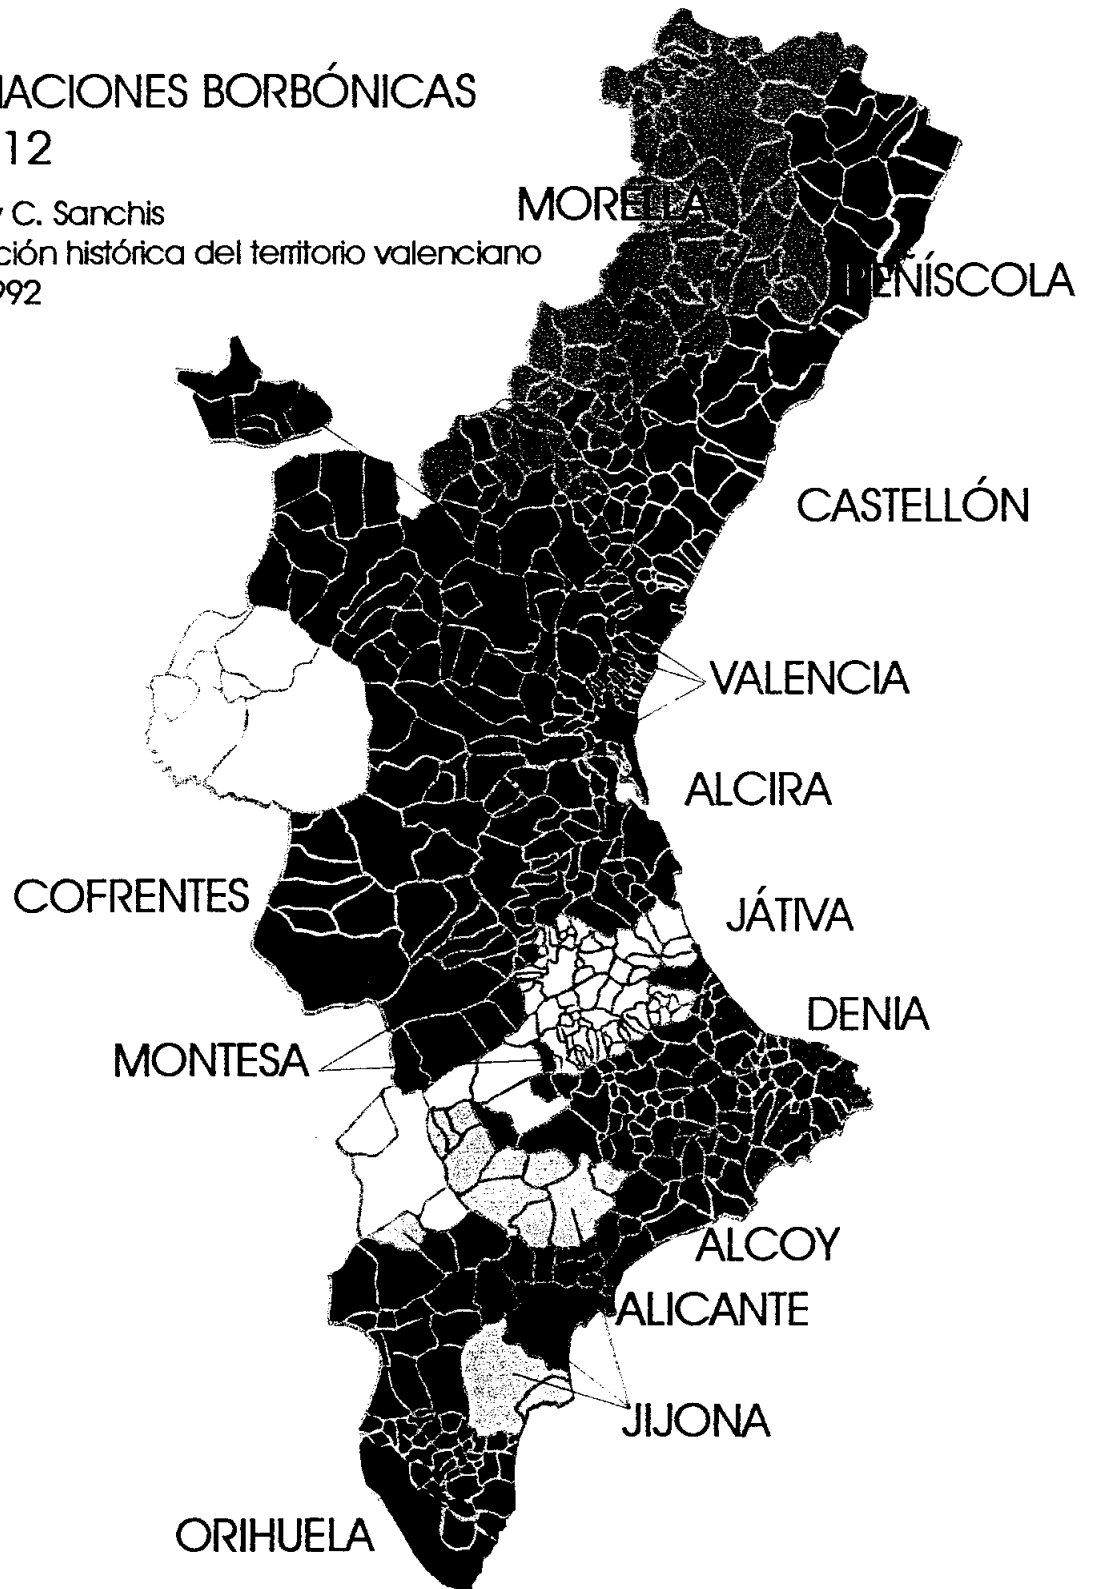 NACIONES BORBÓNICAS
12
y C. Sanchis
ción histórica del territorio valenciano
992
MORELLA
PEÑÍSCOLA
CASTELLÓN
VALENCIA
ALCIRA
COFRENTES
JÁTIVA
DENIA
MONTESA
ALCOY
ALICANTE
JIJONA
ORIHUELA